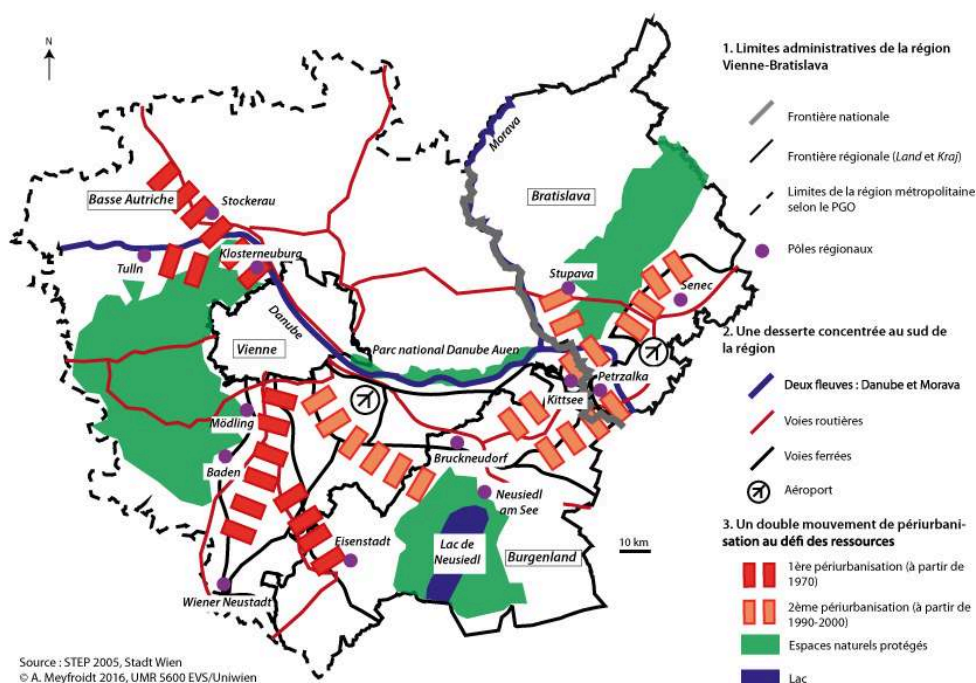 N
Morava
Basse Autriche
Stockerau
Bratislava
Klosterneuburg
Tulln
Stupava
Senec
Danube
Vienne
Parc national Danube Auen
Petrzalka
Kittsee
Mödling
Bruckneudorf
Baden
Neusiedl
am See
Eisenstadt
Lac de
Neusiedl
Burgenland
10 km
Wiener Neustadt
Source : STEP 2005, Stadt Wien
© A. Meyfroidt 2016, UMR 5600 EVS/Uniwien
1. Limites administratives de la région
Vienne-Bratislava
Frontière nationale
Frontière régionale (Land et Kraj)
Limites de la région métropolitaine
selon le PGO
Pôles régionaux
2. Une desserte concentrée au sud de
la région
Deux fleuves : Danube et Morava
Voies routières
Voies ferrées
Aéroport
3. Un double mouvement de périurbani-
sation au défi des ressources
1ère périurbanisation (à partir de
1970)
2ème périurbanisation (à partir de
1990-2000)
Espaces naturels protégés
Lac